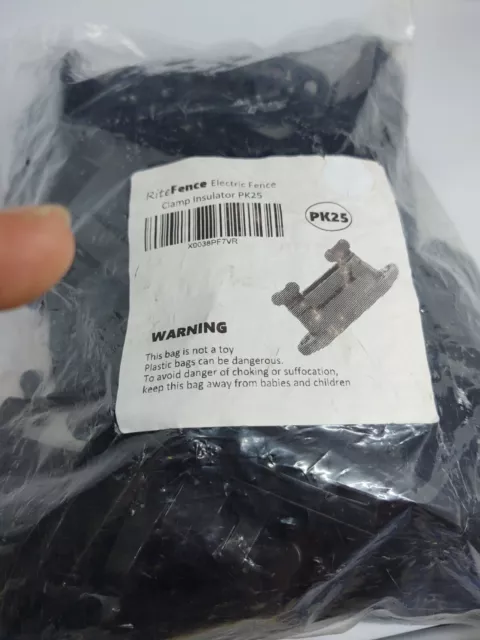 RiteFence Electric Fence
Clamp Insulator PK25
X0038PF7VR
PK25
WARNING
This bag is not a toy
Plastic bags can be dangerous.
To avoid danger of choking or suffocation,
keep this bag away from babies and children